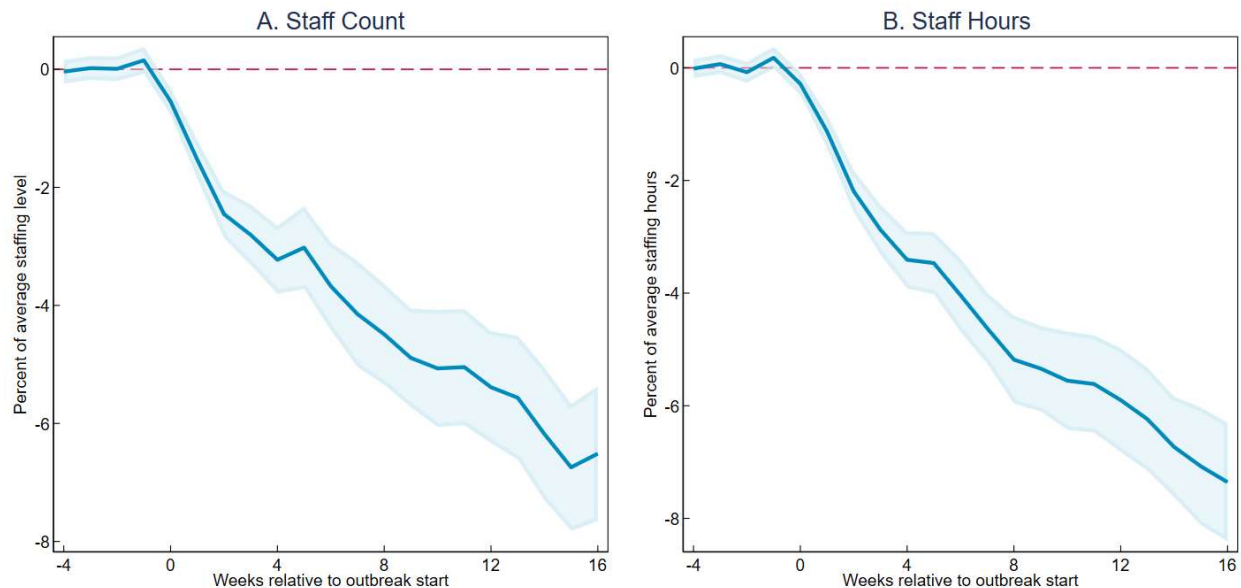 A. Staff Count
Percent of average staffing level
0
-2
-4
-6
-8
-4 0 4 8 12 16
Weeks relative to outbreak start
B. Staff Hours
Percent of average staffing hours
0
-2
-4
-6
-8
-4 0 4 8 12 16
Weeks relative to outbreak start